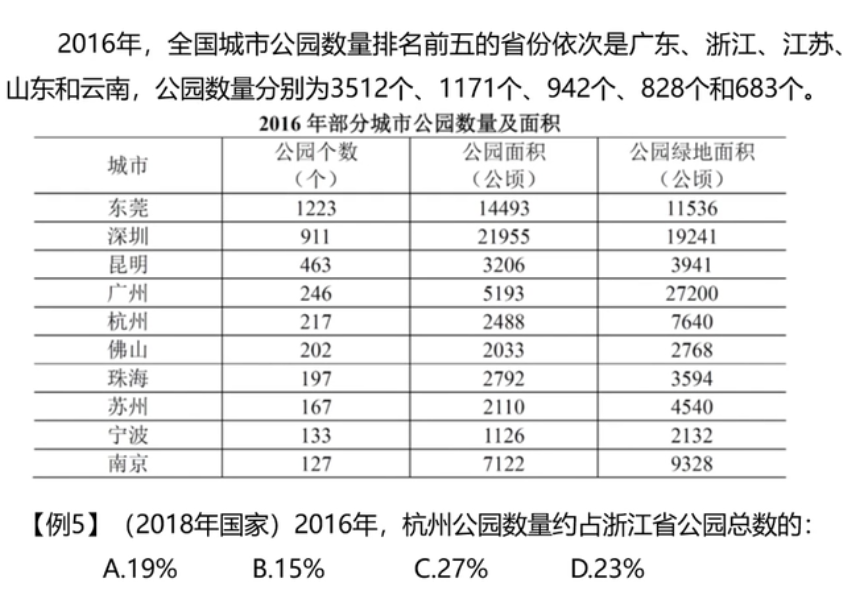 2016年，全国城市公园数量排名前五的省份依次是广东、浙江、江苏、
山东和云南，公园数量分别为3512个、1171个、942个、828个和683个。
2016 年部分城市公园数量及面积
城市 公园个数（个） 公园面积（公顷） 公园绿地面积（公顷）
东莞 1223 14493 11536
深圳 911 21955 19241
昆明 463 3206 3941
广州 246 5193 27200
杭州 217 2488 7640
佛山 202 2033 2768
珠海 197 2792 3594
苏州 167 2110 4540
宁波 133 1126 2132
南京 127 7122 9328
【例5】（2018年国家）2016年，杭州公园数量约占浙江省公园总数的：
A.19% B.15% C.27% D.23%